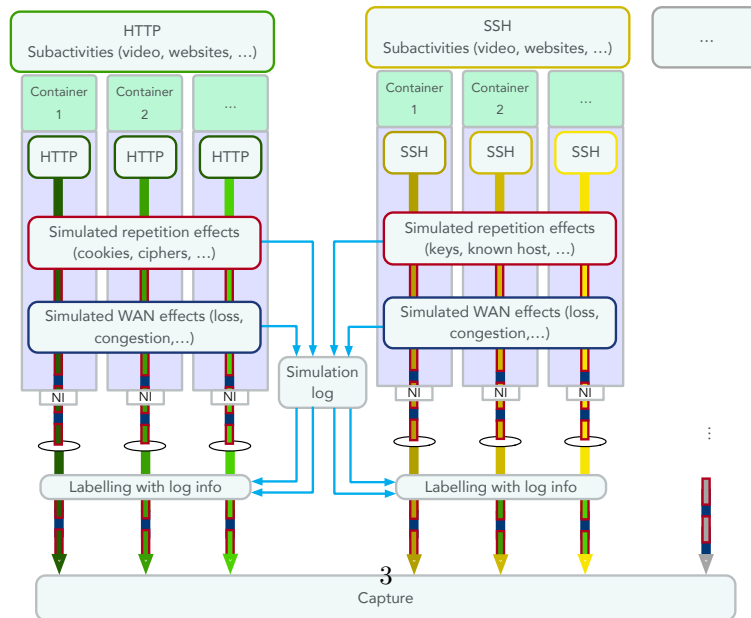 HTTP
Subactivities (video, websites, ...)
SSH
Subactivities (video, websites, ...)
...
Container
1
Container
2
...
Container
1
Container
2
...
HTTP
HTTP
HTTP
SSH
SSH
SSH
Simulated repetition effects
(cookies, ciphers, ...)
Simulated repetition effects
(keys, known host, ...)
Simulated WAN effects (loss,
congestion,...)
Simulated WAN effects (loss,
congestion,...)
Simulation
log
NI
NI
NI
NI
NI
NI
...
Labelling with log info
Labelling with log info
3
Capture